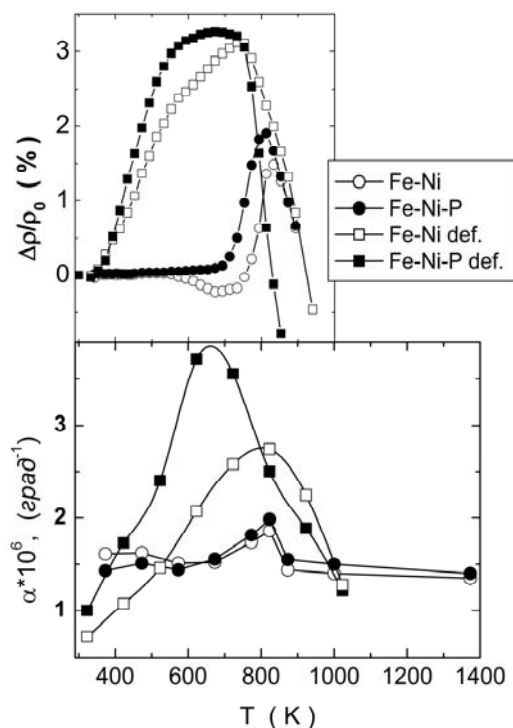 3
2
1
0
Δρ/ρ₀ (%)
Fe-Ni
Fe-Ni-P
Fe-Ni def.
Fe-Ni-P def.
3
2
1
α*10⁶, (град⁻¹)
400 600 800 1000 1200 1400
T (K)